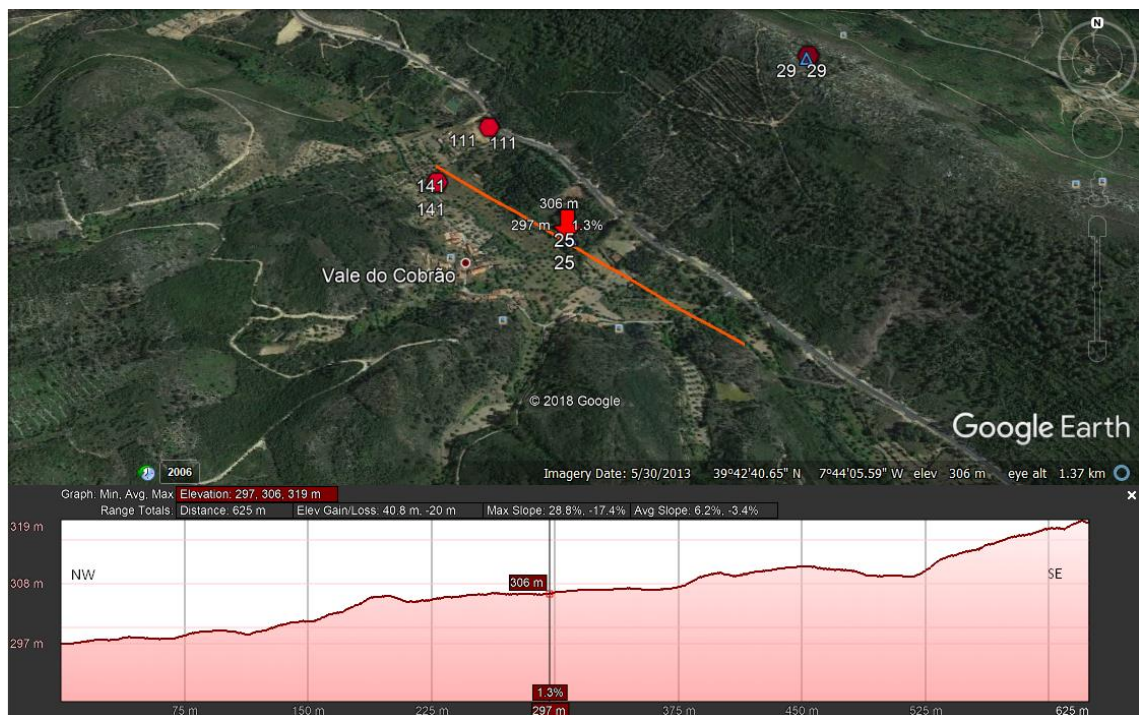 N
29 29
111 111
141
141
306 m
297 m 1.3%
25
25
Vale do Cobrão
© 2018 Google
Google Earth
2006
Imagery Date: 5/30/2013 39°42'40.65" N 7°44'05.59" W elev 306 m eye alt 1.37 km
Graph: Min, Avg, Max Elevation: 297, 306, 319 m
Range Totals: Distance: 625 m Elev Gain/Loss: 40.8 m, -20 m Max Slope: 28.8%, -17.4% Avg Slope: 6.2%, -3.4%
319 m
NW
SE
308 m
306 m
297 m
1.3%
75 m 150 m 225 m 297 m 375 m 450 m 525 m 625 m